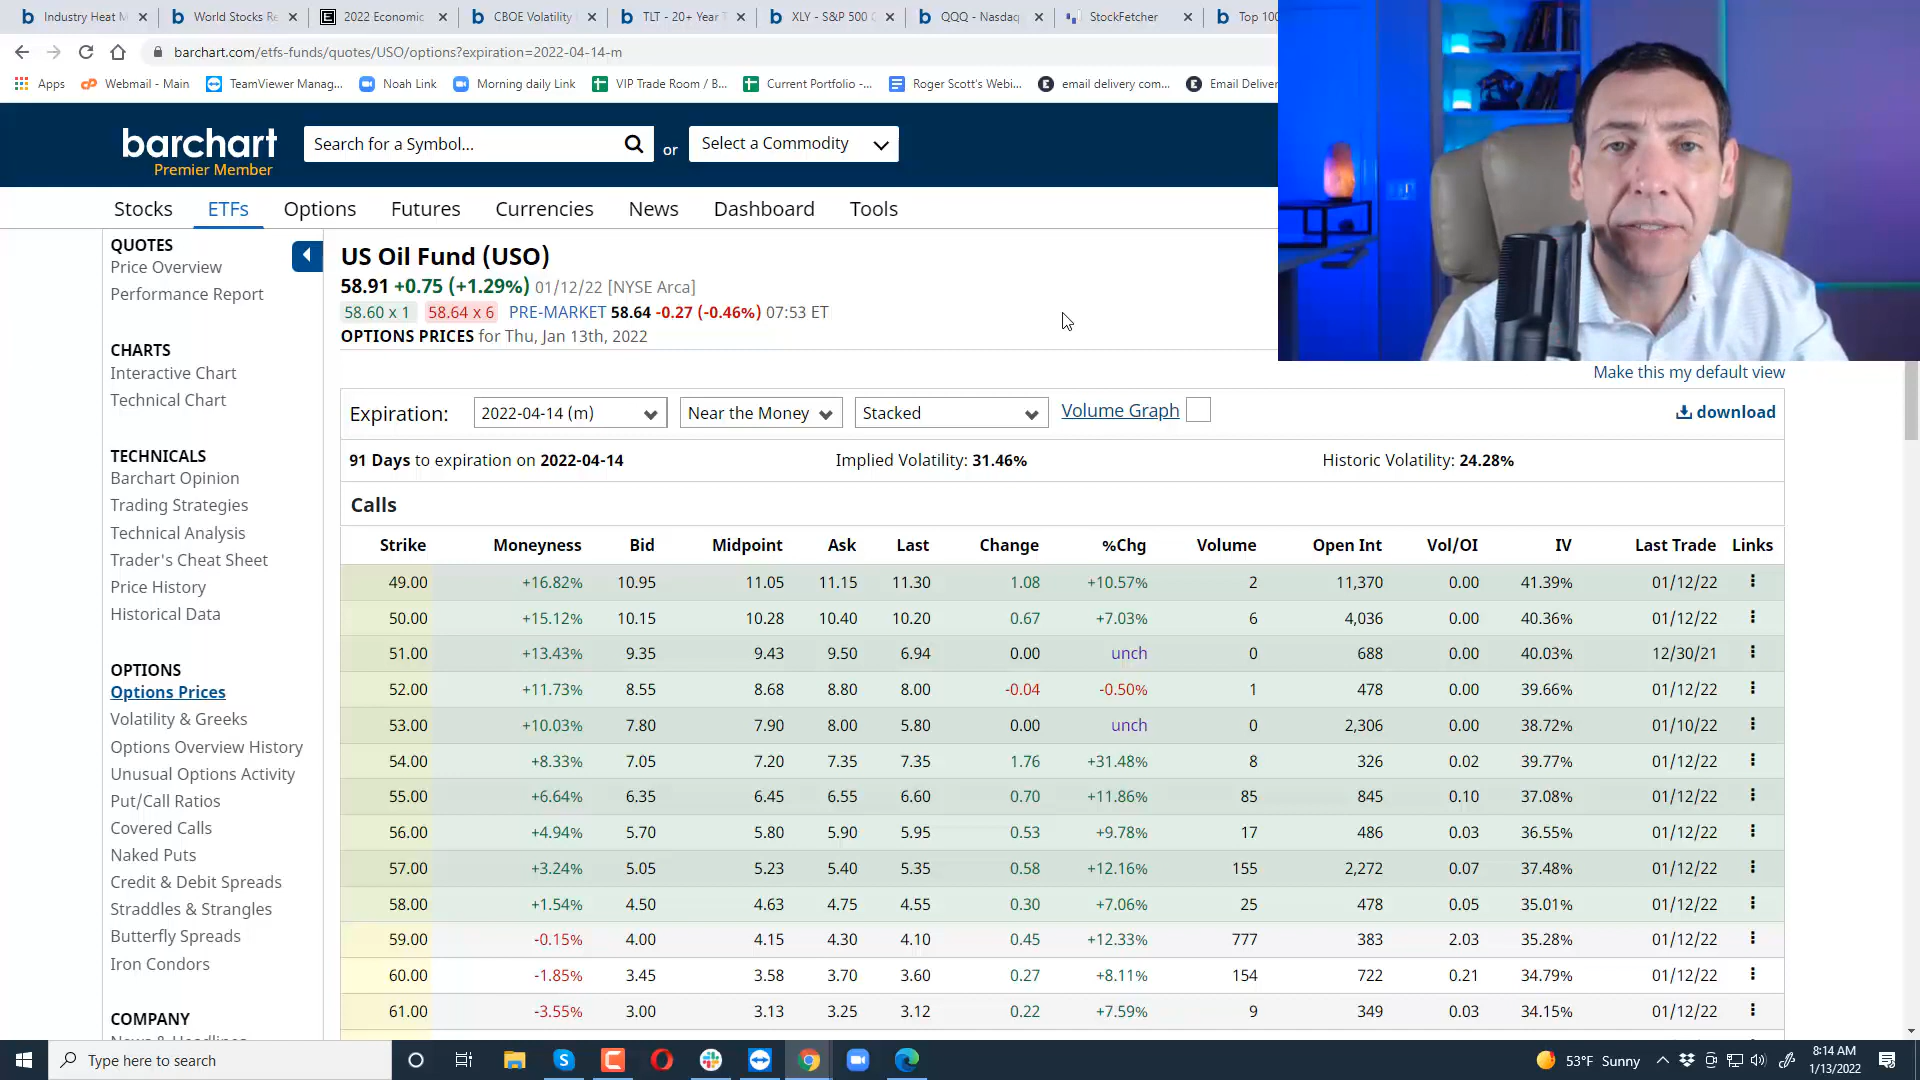 Industry Heat M
World Stocks Re
2022 Economic
CBOE Volatility
TLT - 20+ Year T
XLY - S&P 500 C
QQQ - Nasdaq
StockFetcher
Top 100
barchart.com/etfs-funds/quotes/USO/options?expiration=2022-04-14-m
Apps
Webmail - Main
TeamViewer Manag...
Noah Link
Morning daily Link
VIP Trade Room / B...
Current Portfolio -...
Roger Scott's Webi...
email delivery com...
Email Deliver
barchart
Premier Member
Search for a Symbol...
or
Select a Commodity
Stocks ETFs Options Futures Currencies News Dashboard Tools
QUOTES
Price Overview
Performance Report
CHARTS
Interactive Chart
Technical Chart
TECHNICALS
Barchart Opinion
Trading Strategies
Technical Analysis
Trader's Cheat Sheet
Price History
Historical Data
OPTIONS
Options Prices
Volatility & Greeks
Options Overview History
Unusual Options Activity
Put/Call Ratios
Covered Calls
Naked Puts
Credit & Debit Spreads
Straddles & Strangles
Butterfly Spreads
Iron Condors
COMPANY
US Oil Fund (USO)
58.91 +0.75 (+1.29%) 01/12/22 [NYSE Arca]
58.60 x 1 58.64 x 6 PRE-MARKET 58.64 -0.27 (-0.46%) 07:53 ET
OPTIONS PRICES for Thu, Jan 13th, 2022
Make this my default view
Expiration: 2022-04-14 (m) Near the Money Stacked Volume Graph download
91 Days to expiration on 2022-04-14 Implied Volatility: 31.46% Historic Volatility: 24.28%
Calls
Strike Moneyness Bid Midpoint Ask Last Change %Chg Volume Open Int Vol/OI IV Last Trade Links
49.00 +16.82% 10.95 11.05 11.15 11.30 1.08 +10.57% 2 11,370 0.00 41.39% 01/12/22
50.00 +15.12% 10.15 10.28 10.40 10.20 0.67 +7.03% 6 4,036 0.00 40.36% 01/12/22
51.00 +13.43% 9.35 9.43 9.50 6.94 0.00 unch 0 688 0.00 40.03% 12/30/21
52.00 +11.73% 8.55 8.68 8.80 8.00 -0.04 -0.50% 1 478 0.00 39.66% 01/12/22
53.00 +10.03% 7.80 7.90 8.00 5.80 0.00 unch 0 2,306 0.00 38.72% 01/10/22
54.00 +8.33% 7.05 7.20 7.35 7.35 1.76 +31.48% 8 326 0.02 39.77% 01/12/22
55.00 +6.64% 6.35 6.45 6.55 6.60 0.70 +11.86% 85 845 0.10 37.08% 01/12/22
56.00 +4.94% 5.70 5.80 5.90 5.95 0.53 +9.78% 17 486 0.03 36.55% 01/12/22
57.00 +3.24% 5.05 5.23 5.40 5.35 0.58 +12.16% 155 2,272 0.07 37.48% 01/12/22
58.00 +1.54% 4.50 4.63 4.75 4.55 0.30 +7.06% 25 478 0.05 35.01% 01/12/22
59.00 -0.15% 4.00 4.15 4.30 4.10 0.45 +12.33% 777 383 2.03 35.28% 01/12/22
60.00 -1.85% 3.45 3.58 3.70 3.60 0.27 +8.11% 154 722 0.21 34.79% 01/12/22
61.00 -3.55% 3.00 3.13 3.25 3.12 0.22 +7.59% 9 349 0.03 34.15% 01/12/22
Type here to search
53°F Sunny
8:14 AM
1/13/2022